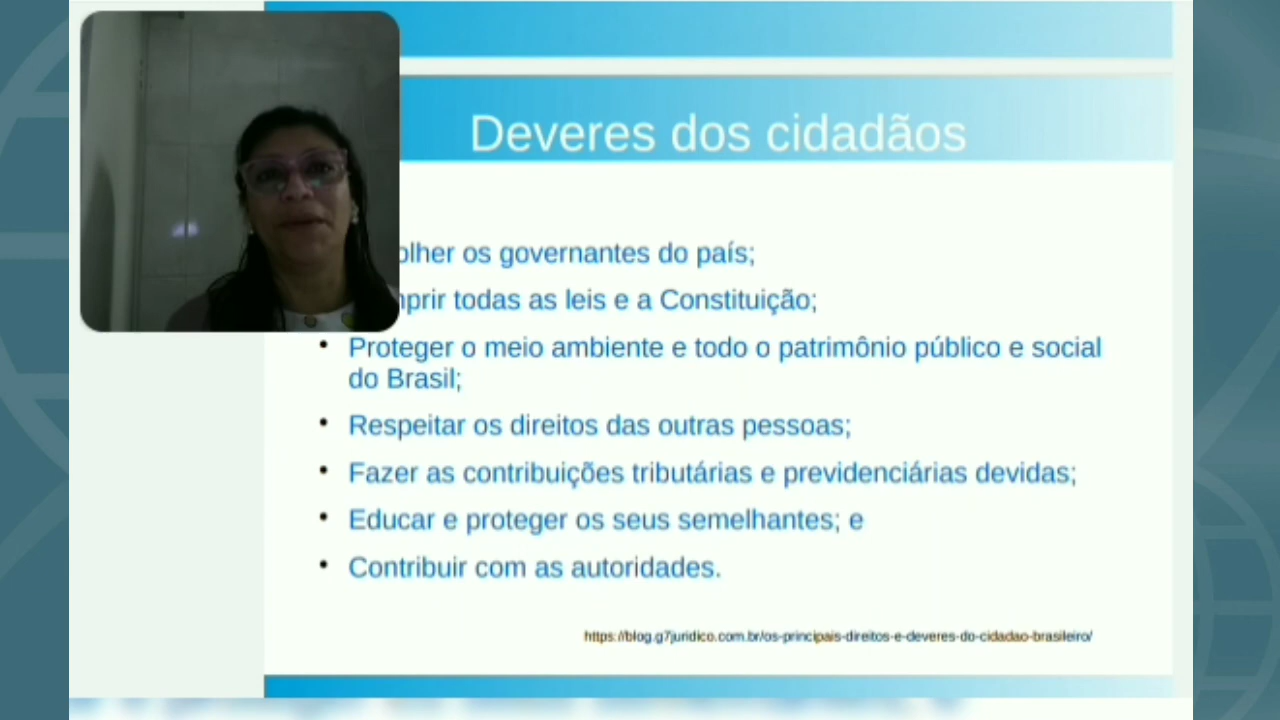 Deveres dos cidadãos
os governantes do país;
todas as leis e a Constituição;
Proteger o meio ambiente e todo o patrimônio público e social
do Brasil;
Respeitar os direitos das outras pessoas;
Fazer as contribuições tributárias e previdenciárias devidas;
Educar e proteger os seus semelhantes; e
Contribuir com as autoridades.
https://blog.g7juridico.com.br/os-principais-direitos-e-deveres-do-cidadao-brasileiro/